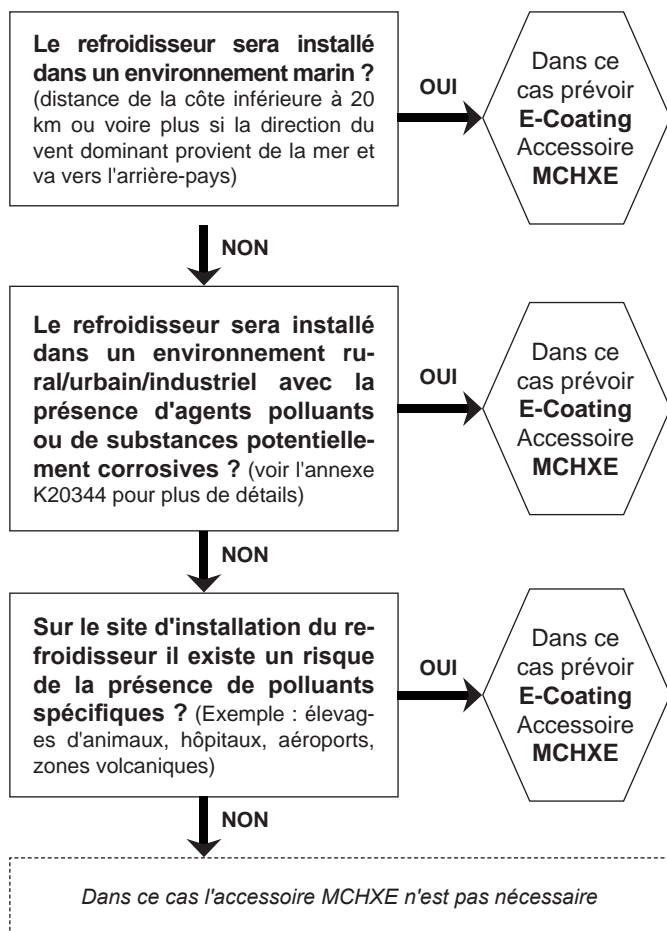 Le refroidisseur sera installé
dans un environnement marin ?
(distance de la côte inférieure à 20
km ou voire plus si la direction du
vent dominant provient de la mer et
va vers l'arrière-pays)
OUI
Dans ce
cas prévoir
E-Coating
Accessoire
MCHXE
NON
Le refroidisseur sera installé
dans un environnement ru-
ral/urbain/industriel avec la
présence d'agents polluants
ou de substances potentielle-
ment corrosives ? (voir l'annexe
K20344 pour plus de détails)
OUI
Dans ce
cas prévoir
E-Coating
Accessoire
MCHXE
NON
Sur le site d'installation du re-
froidisseur il existe un risque
de la présence de polluants
spécifiques ? (Exemple : élevag-
es d'animaux, hôpitaux, aéroports,
zones volcaniques)
OUI
Dans ce
cas prévoir
E-Coating
Accessoire
MCHXE
NON
Dans ce cas l'accessoire MCHXE n'est pas nécessaire